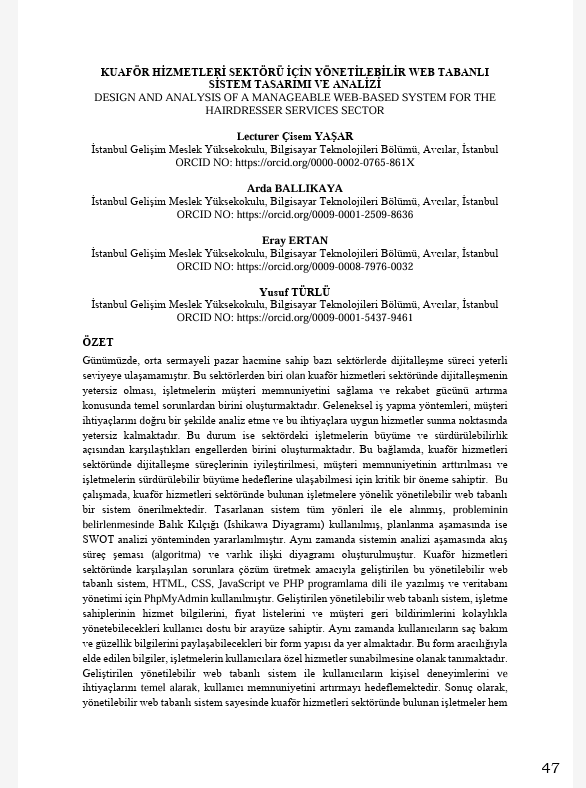 KUAFÖR HİZMETLERİ SEKTÖRÜ İÇİN YÖNETİLEBİLİR WEB TABANLI
SİSTEM TASARIMI VE ANALİZİ
DESIGN AND ANALYSIS OF A MANAGEABLE WEB-BASED SYSTEM FOR THE
HAIRDRESSER SERVICES SECTOR
Lecturer Çisem YAŞAR
İstanbul Gelişim Meslek Yüksekokulu, Bilgisayar Teknolojileri Bölümü, Avcılar, İstanbul
ORCID NO: https://orcid.org/0000-0002-0765-861X
Arda BALLIKAYA
İstanbul Gelişim Meslek Yüksekokulu, Bilgisayar Teknolojileri Bölümü, Avcılar, İstanbul
ORCID NO: https://orcid.org/0009-0001-2509-8636
Eray ERTAN
İstanbul Gelişim Meslek Yüksekokulu, Bilgisayar Teknolojileri Bölümü, Avcılar, İstanbul
ORCID NO: https://orcid.org/0009-0008-7976-0032
Yusuf TÜRLÜ
İstanbul Gelişim Meslek Yüksekokulu, Bilgisayar Teknolojileri Bölümü, Avcılar, İstanbul
ORCID NO: https://orcid.org/0009-0001-5437-9461
ÖZET
Günümüzde, orta sermayeli pazar hacmine sahip bazı sektörlerde dijitalleşme süreci yeterli
seviyeye ulaşamamıştır. Bu sektörlerden biri olan kuaför hizmetleri sektöründe dijitalleşmenin
yetersiz olması, işletmelerin müşteri memnuniyetini sağlama ve rekabet gücünü artırma
konusunda temel sorunlardan birini oluşturmaktadır. Geleneksel iş yapma yöntemleri, müşteri
ihtiyaçlarını doğru bir şekilde analiz etme ve bu ihtiyaçlara uygun hizmetler sunma noktasında
yetersiz kalmaktadır. Bu durum ise sektördeki işletmelerin büyüme ve sürdürülebilirlik
açısından karşılaştıkları engellerden birini oluşturmaktadır. Bu bağlamda, kuaför hizmetleri
sektöründe dijitalleşme süreçlerinin iyileştirilmesi, müşteri memnuniyetinin arttırılması ve
işletmelerin sürdürülebilir büyüme hedeflerine ulaşabilmesi için kritik bir öneme sahiptir. Bu
çalışmada, kuaför hizmetleri sektöründe bulunan işletmelere yönelik yönetilebilir web tabanlı
bir sistem önerilmektedir. Tasarlanan sistem tüm yönleri ile ele alınmış, probleminin
belirlenmesinde Balık Kılçığı (Ishikawa Diyagramı) kullanılmış, planlanma aşamasında ise
SWOT analizi yönteminden yararlanılmıştır. Aynı zamanda sistemin analizi aşamasında akış
süreç şeması (algoritma) ve varlık ilişki diyagramı oluşturulmuştur. Kuaför hizmetleri
sektöründe karşılaşılan sorunlara çözüm üretmek amacıyla geliştirilen bu yönetilebilir web
tabanlı sistem, HTML, CSS, JavaScript ve PHP programlama dili ile yazılmış ve veritabanı
yönetimi için PhpMyAdmin kullanılmıştır. Geliştirilen yönetilebilir web tabanlı sistem, işletme
sahiplerinin hizmet bilgilerini, fiyat listelerini ve müşteri geri bildirimlerini kolaylıkla
yönetebilecekleri kullanıcı dostu bir arayüze sahiptir. Aynı zamanda kullanıcıların saç bakım
ve güzellik bilgilerini paylaşabilecekleri bir form yapısı da yer almaktadır. Bu form aracılığıyla
elde edilen bilgiler, işletmelerin kullanıcılara özel hizmetler sunabilmesine olanak tanımaktadır.
Geliştirilen yönetilebilir web tabanlı sistem ile kullanıcıların kişisel deneyimlerini ve
ihtiyaçlarını temel alarak, kullanıcı memnuniyetini artırmayı hedeflemektedir. Sonuç olarak,
yönetilebilir web tabanlı sistem sayesinde kuaför hizmetleri sektöründe bulunan işletmeler hem
47